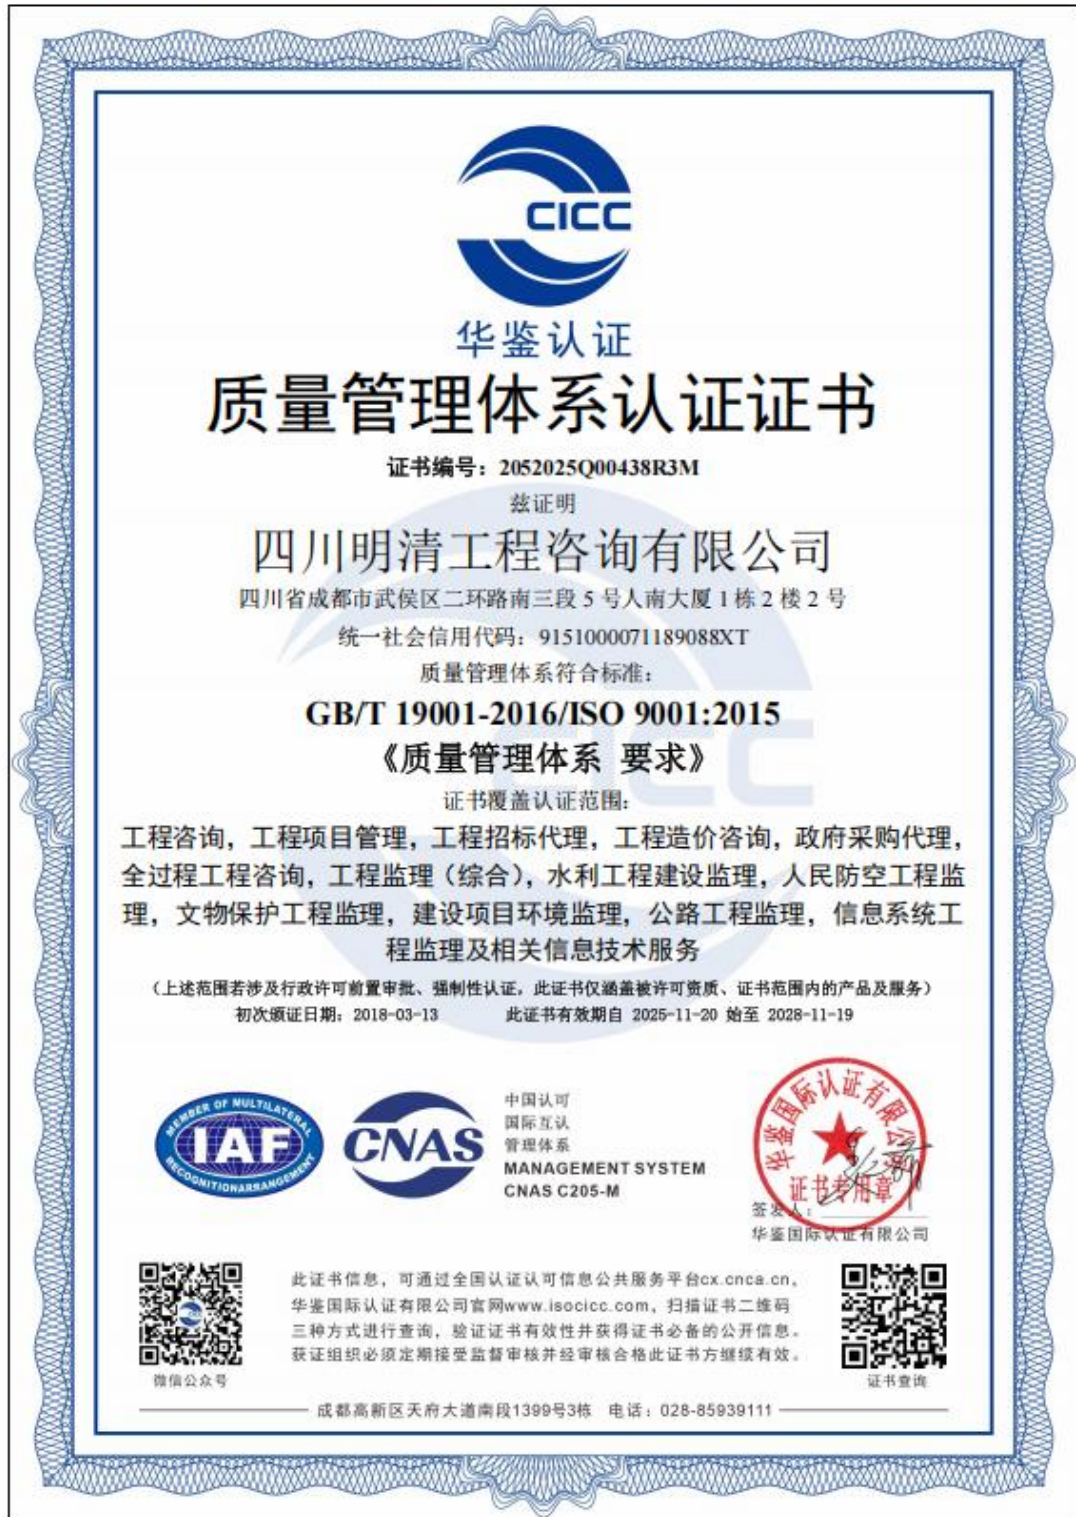 CICC
华鉴认证
质量管理体系认证证书
证书编号：2052025Q00438R3M
兹证明
四川明清工程咨询有限公司
四川省成都市武侯区二环路南三段 5 号人南大厦 1 栋 2 楼 2 号
统一社会信用代码：9151000071189088XT
质量管理体系符合标准：
GB/T 19001-2016/ISO 9001:2015
《质量管理体系 要求》
证书覆盖认证范围：
工程咨询，工程项目管理，工程招标代理，工程造价咨询，政府采购代理，
全过程工程咨询，工程监理（综合），水利工程建设监理，人民防空工程监
理，文物保护工程监理，建设项目环境监理，公路工程监理，信息系统工
程监理及相关信息技术服务
（上述范围若涉及行政许可前置审批、强制性认证，此证书仅涵盖被许可资质、证书范围内的产品及服务）
初次颁证日期：2018-03-13 此证书有效期自 2025-11-20 始至 2028-11-19
MEMBER OF MULTILATERAL
IAF
RECOGNITIONARRANGEMENT
CNAS
中国认可
国际互认
管理体系
MANAGEMENT SYSTEM
CNAS C205-M
华鉴国际认证有限公司
证书专用章
签发人：
华鉴国际认证有限公司
此证书信息，可通过全国认证认可信息公共服务平台cx.cnca.cn，
华鉴国际认证有限公司官网www.isocicc.com，扫描证书二维码
三种方式进行查询，验证证书有效性并获得证书必备的公开信息。
获证组织必须定期接受监督审核并经审核合格此证书方继续有效。
微信公众号
证书查询
成都高新区天府大道南段1399号3栋 电话：028-85939111